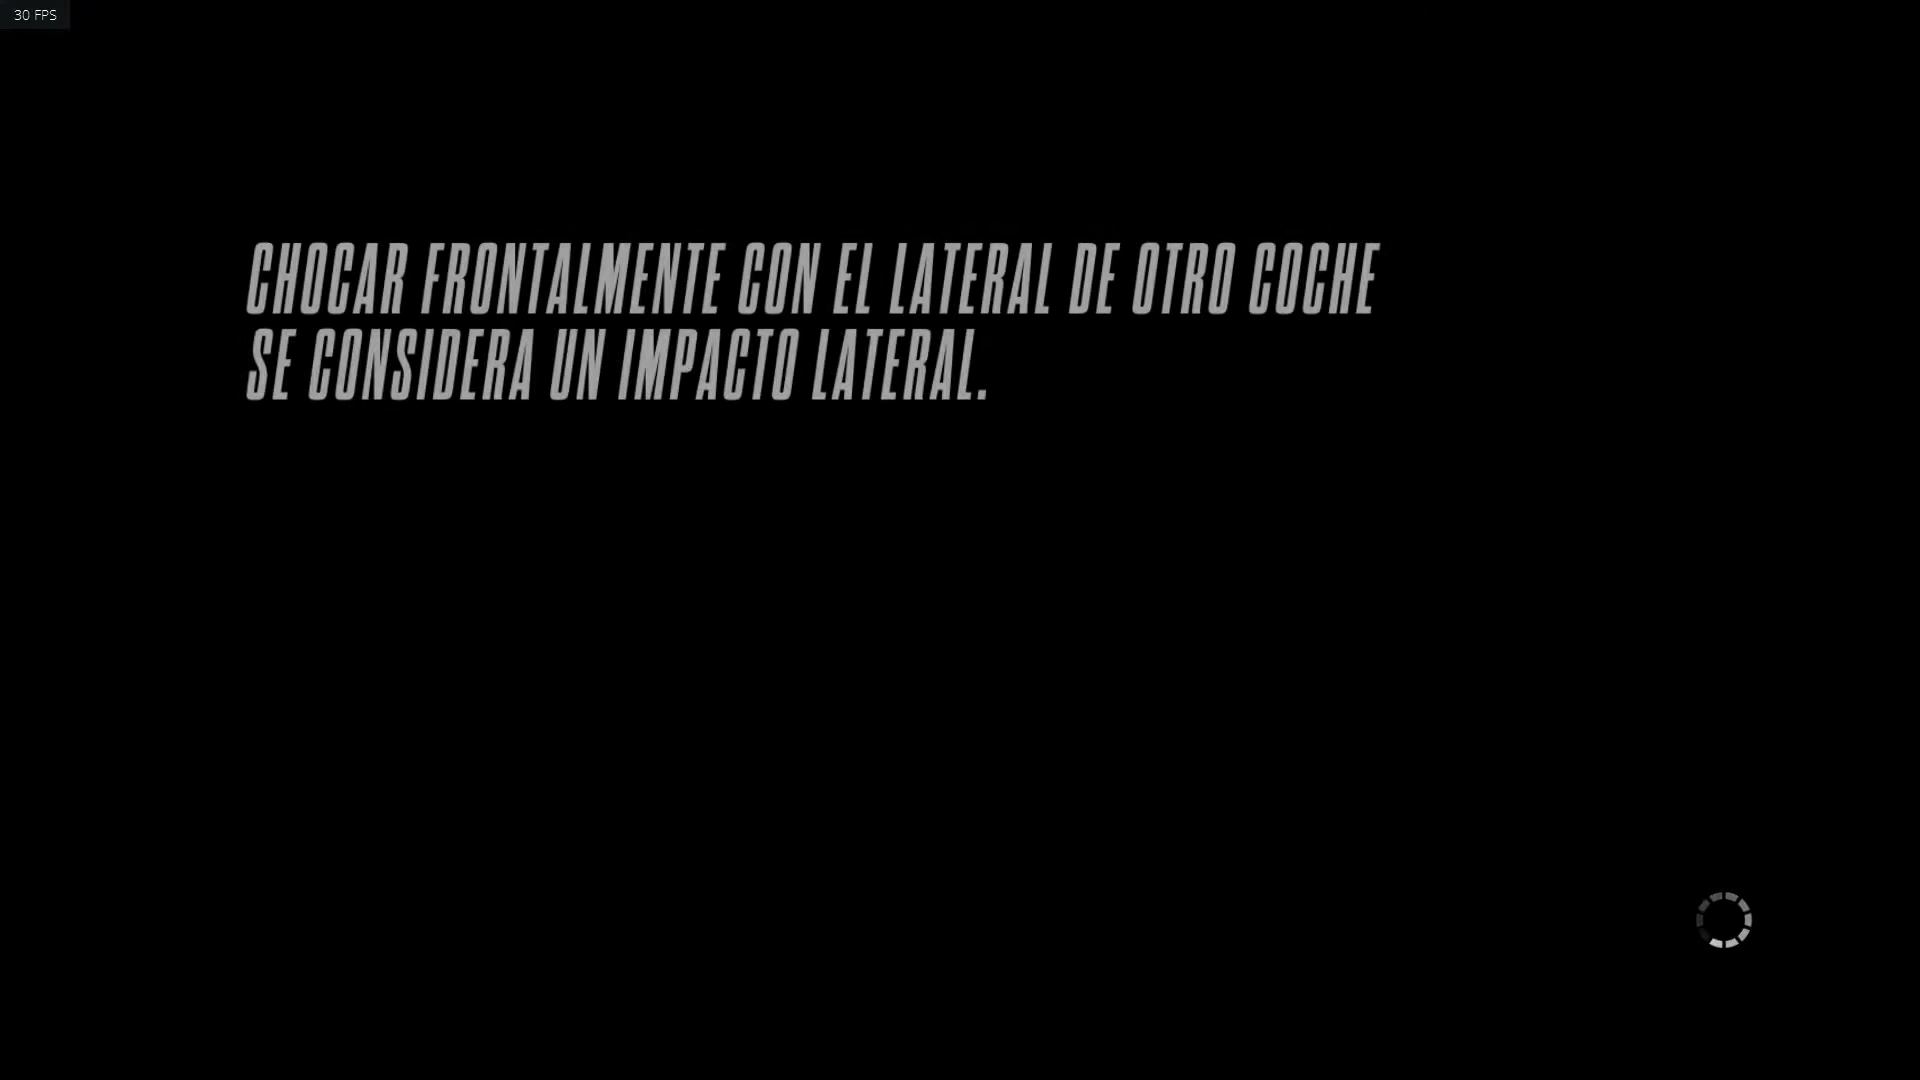 30 FPS
CHOCAR FRONTALMENTE CON EL LATERAL DE OTRO COCHE
SE CONSIDERA UN IMPACTO LATERAL.